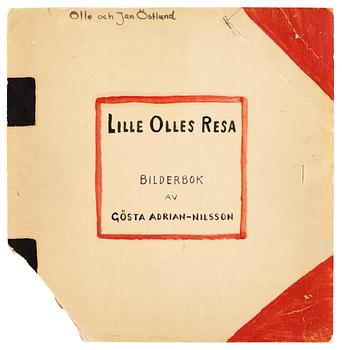 Olle och Jan Östlund
LILLE OLLES RESA
BILDERBOK
AV
GÖSTA ADRIAN-NILSSON